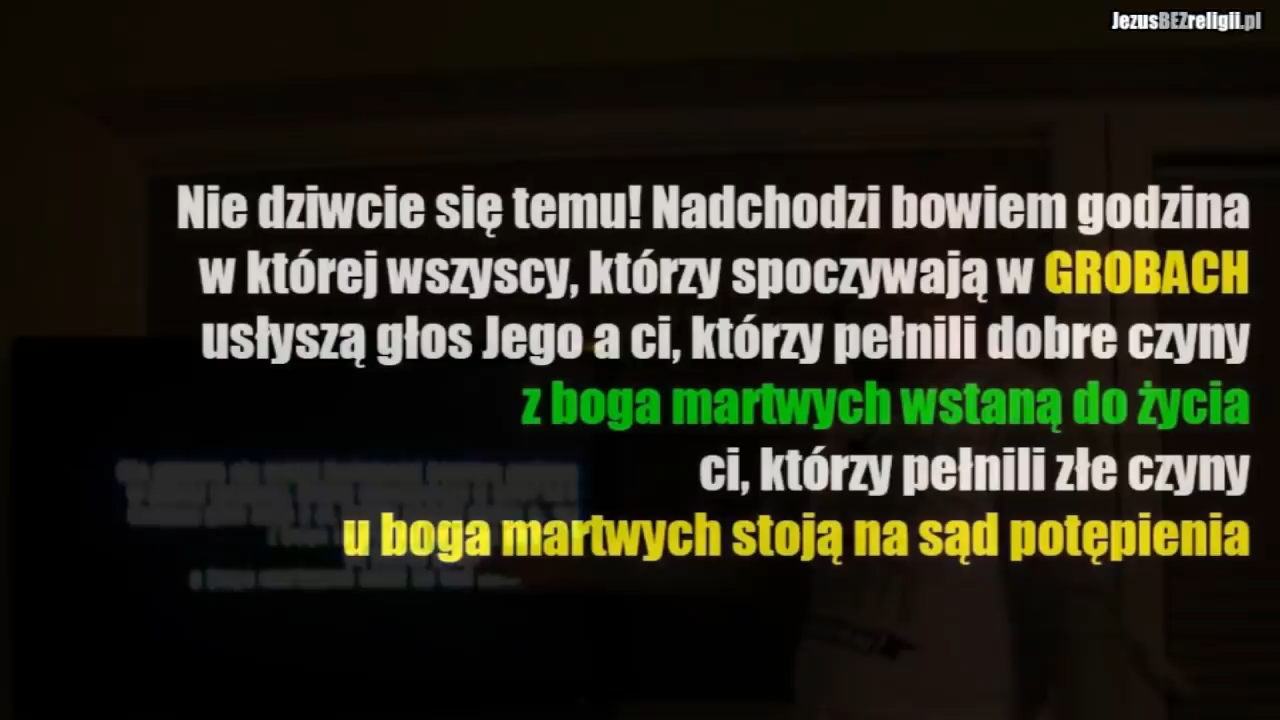 JezusBEZreligii.pl
Nie dziwcie się temu! Nadchodzi bowiem godzina
w której wszyscy, którzy spoczywają w GROBACH
usłyszą głos Jego a ci, którzy pełnili dobre czyny
z boga martwych wstaną do życia
ci, którzy pełnili złe czyny
u boga martwych stoją na sąd potępienia